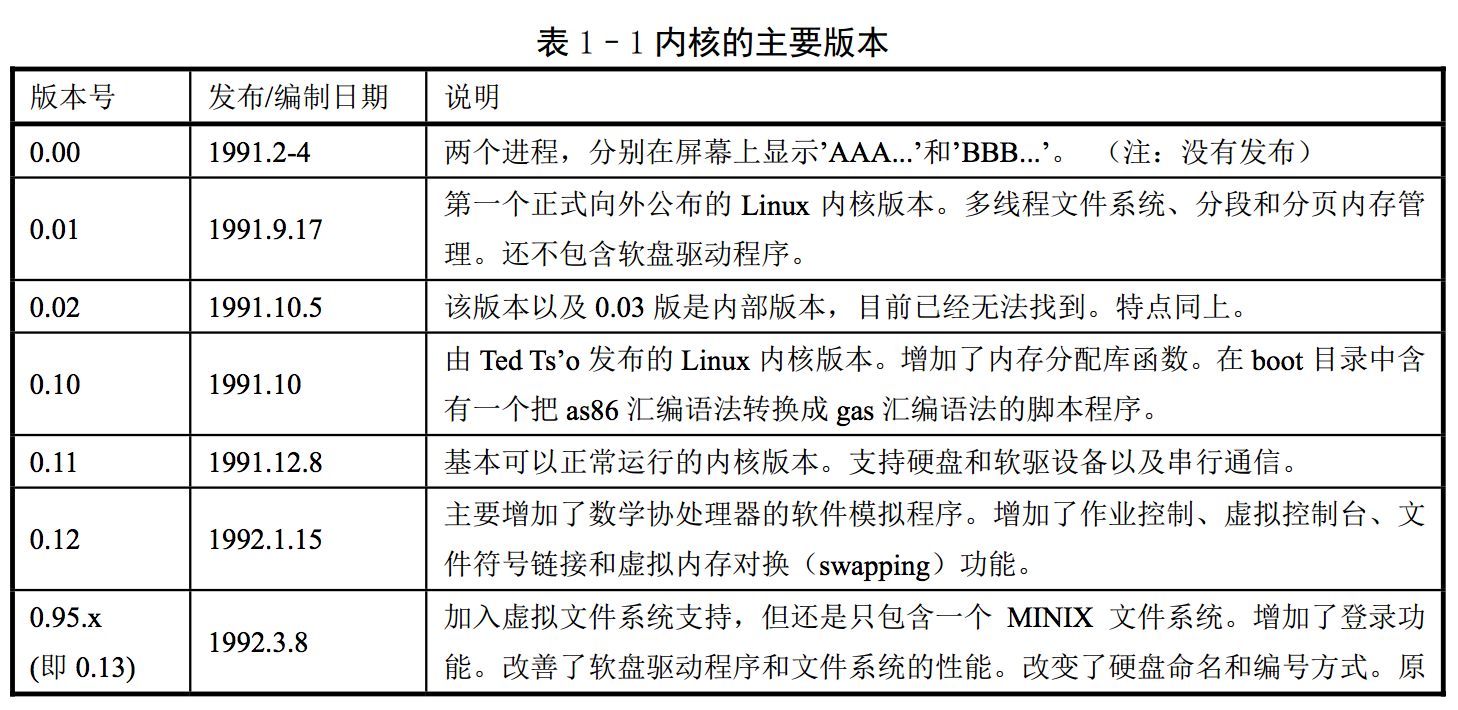 表 1–1 内核的主要版本
版本号 发布/编制日期 说明
0.00 1991.2-4 两个进程，分别在屏幕上显示’AAA...’和’BBB...’。 （注：没有发布）
0.01 1991.9.17 第一个正式向外公布的 Linux 内核版本。多线程文件系统、分段和分页内存管
理。还不包含软盘驱动程序。
0.02 1991.10.5 该版本以及 0.03 版是内部版本，目前已经无法找到。特点同上。
0.10 1991.10 由 Ted Ts’o 发布的 Linux 内核版本。增加了内存分配库函数。在 boot 目录中含
有一个把 as86 汇编语法转换成 gas 汇编语法的脚本程序。
0.11 1991.12.8 基本可以正常运行的内核版本。支持硬盘和软驱设备以及串行通信。
0.12 1992.1.15 主要增加了数学协处理器的软件模拟程序。增加了作业控制、虚拟控制台、文
件符号链接和虚拟内存对换（swapping）功能。
0.95.x (即 0.13) 1992.3.8 加入虚拟文件系统支持，但还是只包含一个 MINIX 文件系统。增加了登录功
能。改善了软盘驱动程序和文件系统的性能。改变了硬盘命名和编号方式。原